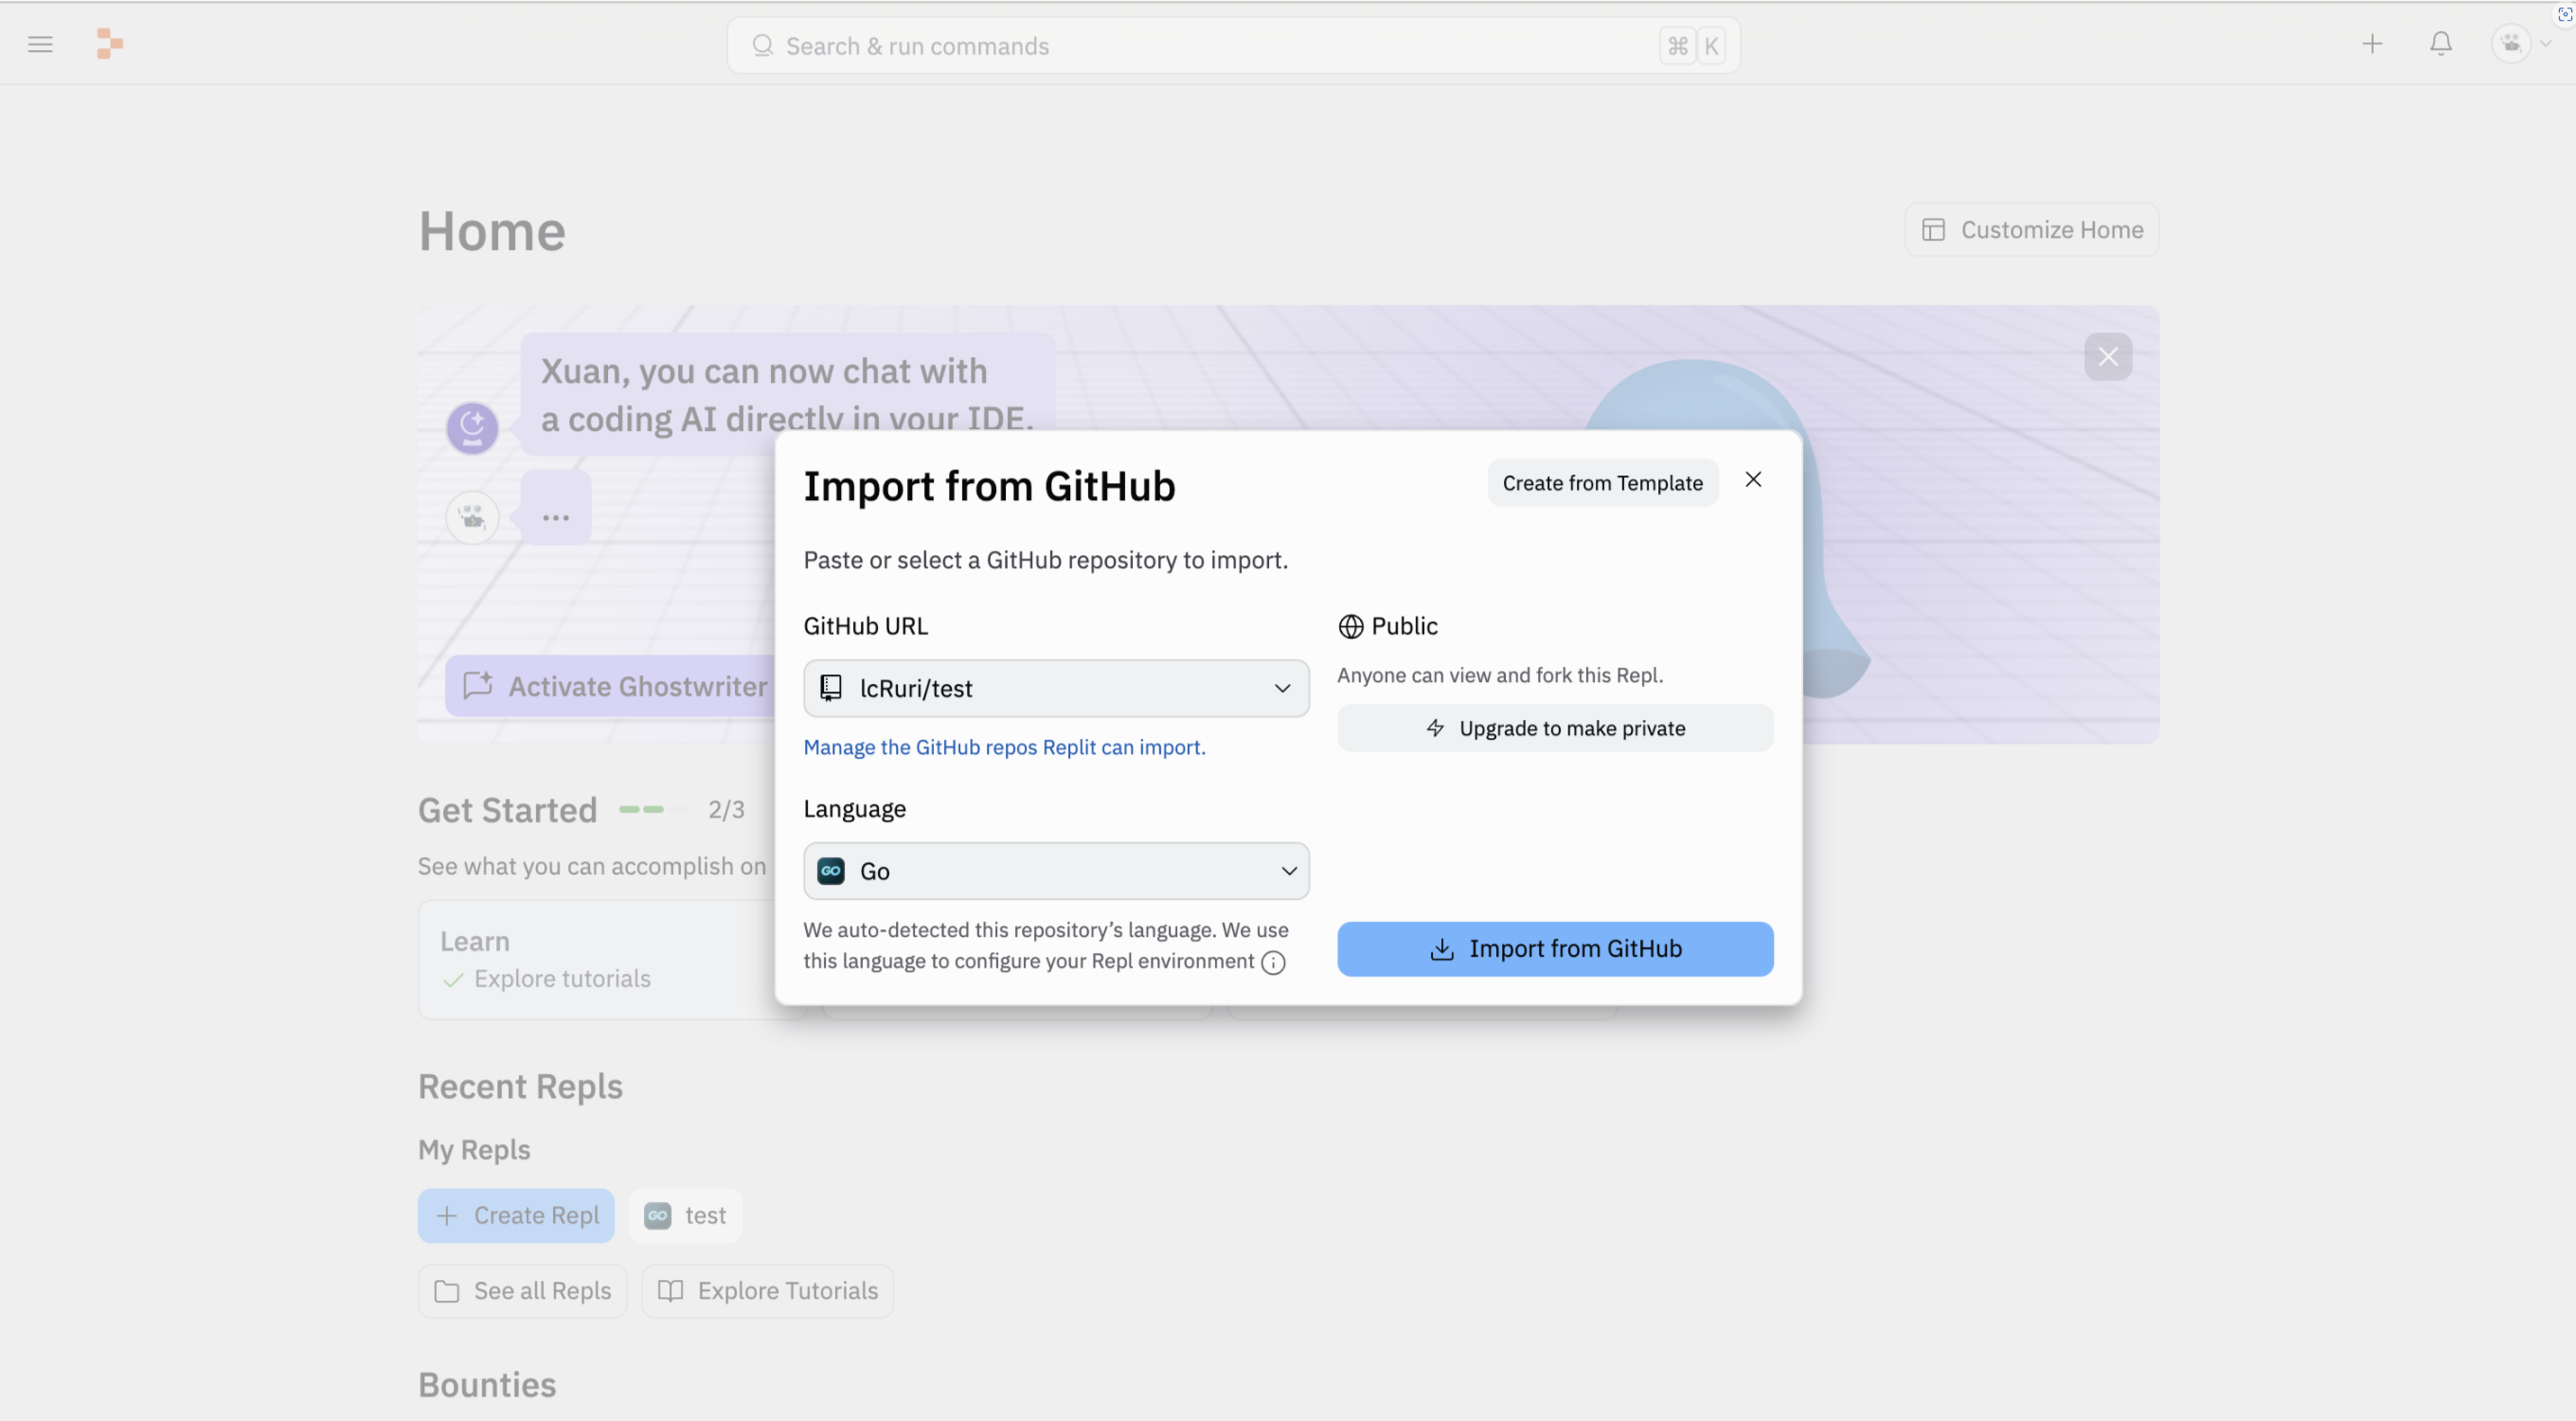 Search & run commands
⌘ K
Home
Customize Home
Xuan, you can now chat with
a coding AI directly in your IDE.
...
Activate Ghostwriter
Import from GitHub
Create from Template
Paste or select a GitHub repository to import.
GitHub URL
lcRuri/test
Manage the GitHub repos Replit can import.
Public
Anyone can view and fork this Repl.
Upgrade to make private
Language
GO Go
We auto-detected this repository’s language. We use
this language to configure your Repl environment
Import from GitHub
Get Started
2/3
See what you can accomplish on
Learn
Explore tutorials
Recent Repls
My Repls
Create Repl
GO test
See all Repls
Explore Tutorials
Bounties